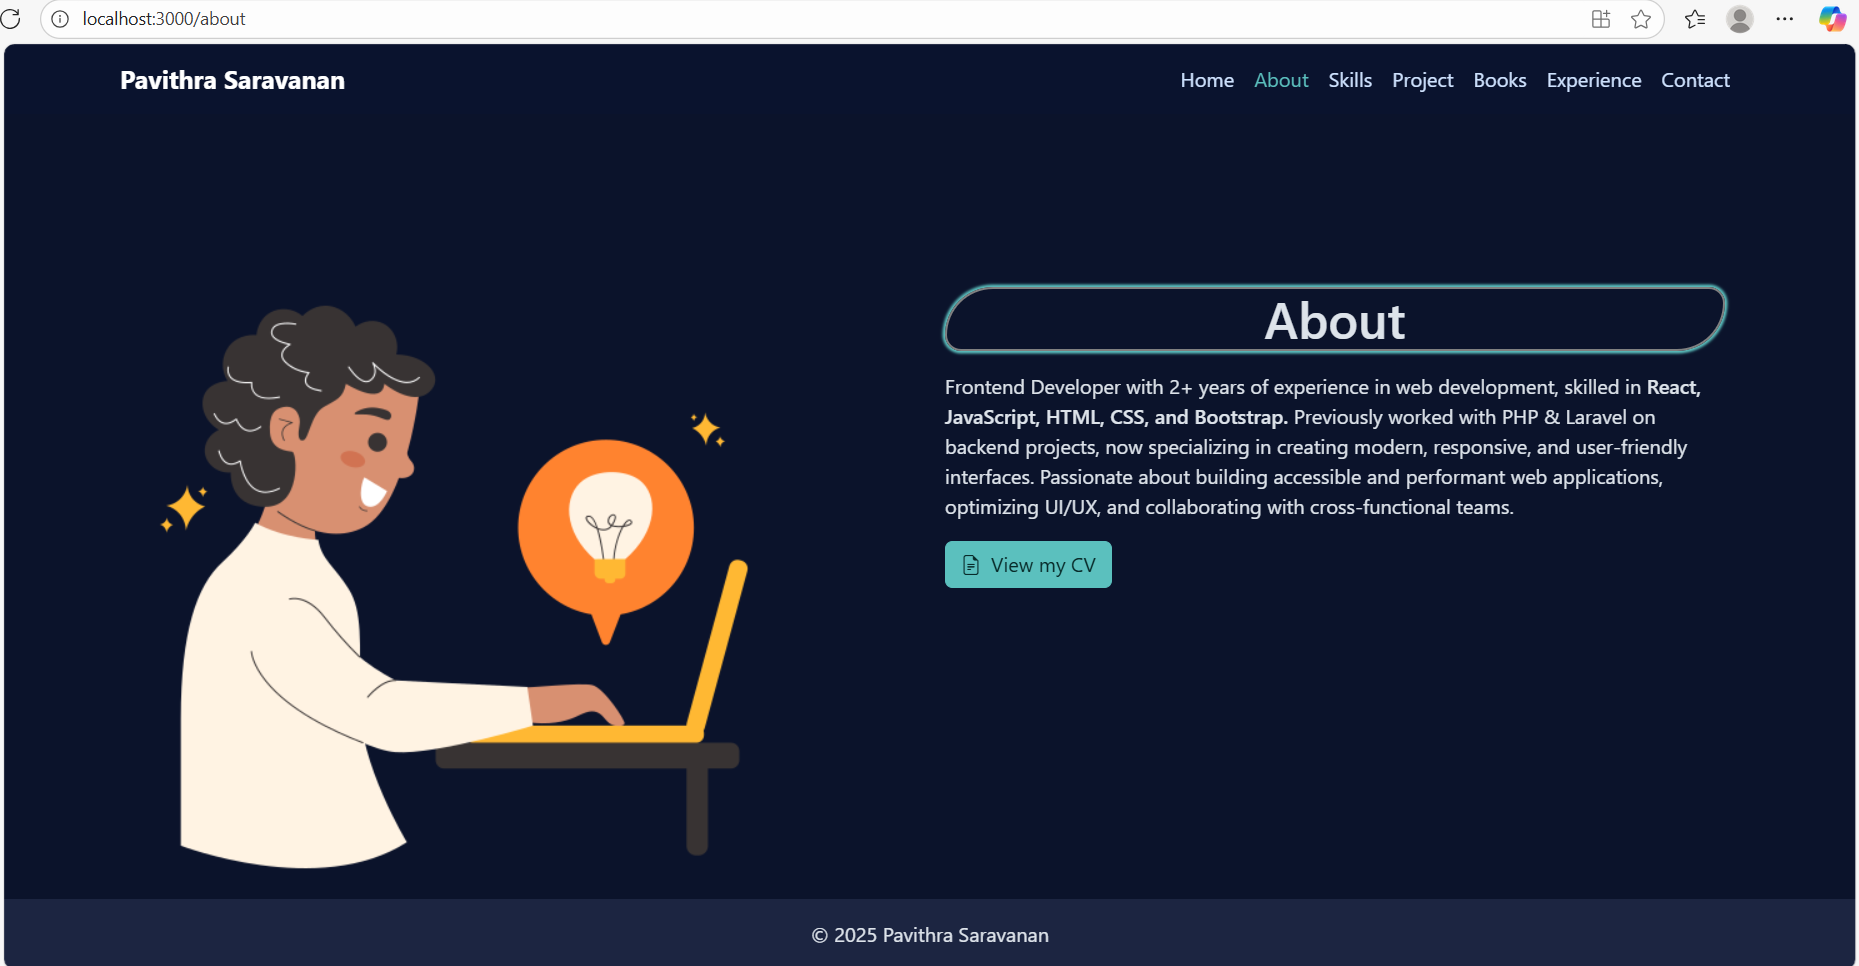 localhost:3000/about
Pavithra Saravanan
Home About Skills Project Books Experience Contact
About
Frontend Developer with 2+ years of experience in web development, skilled in React,
JavaScript, HTML, CSS, and Bootstrap. Previously worked with PHP & Laravel on
backend projects, now specializing in creating modern, responsive, and user-friendly
interfaces. Passionate about building accessible and performant web applications,
optimizing UI/UX, and collaborating with cross-functional teams.
View my CV
© 2025 Pavithra Saravanan